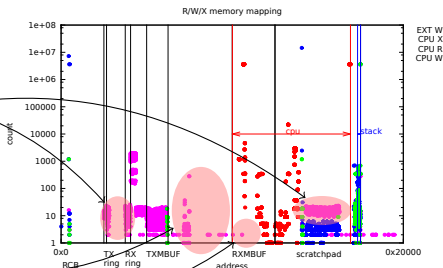 R/W/X memory mapping
EXT W
CPU X
CPU R
CPU W
1e+08
1e+07
1e+06
100000
10000
1000
100
10
1
count
cpu
stack
0x0
0x20000
RCB
TX
ring
RX
ring
TXMBUF
RXMBUF
scratchpad
address